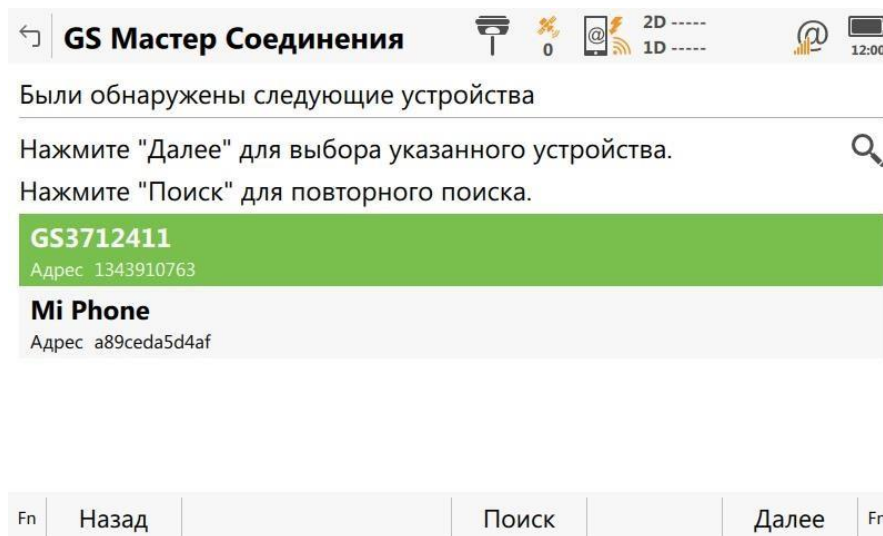 GS Мастер Соединения
0
@
2D -----
1D -----
@
12:00
Были обнаружены следующие устройства
Нажмите "Далее" для выбора указанного устройства.
Нажмите "Поиск" для повторного поиска.
GS3712411
Адрес 1343910763
Mi Phone
Адрес a89ceda5d4af
Fn Назад Поиск Далее Fn